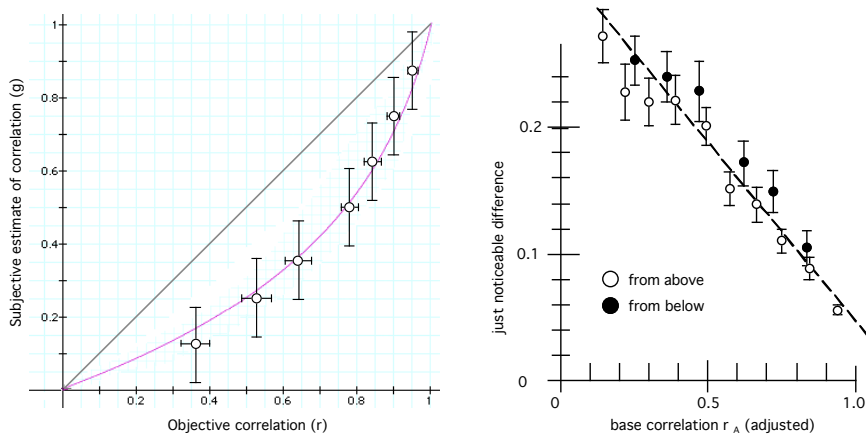 Subjective estimate of correlation (g)
1
0.8
0.6
0.4
0.2
0.2
0.4
0.6
0.8
1
Objective correlation (r)
just noticeable difference
0.2
0.1
0
from above
from below
0
0.5
1.0
base correlation r A (adjusted)